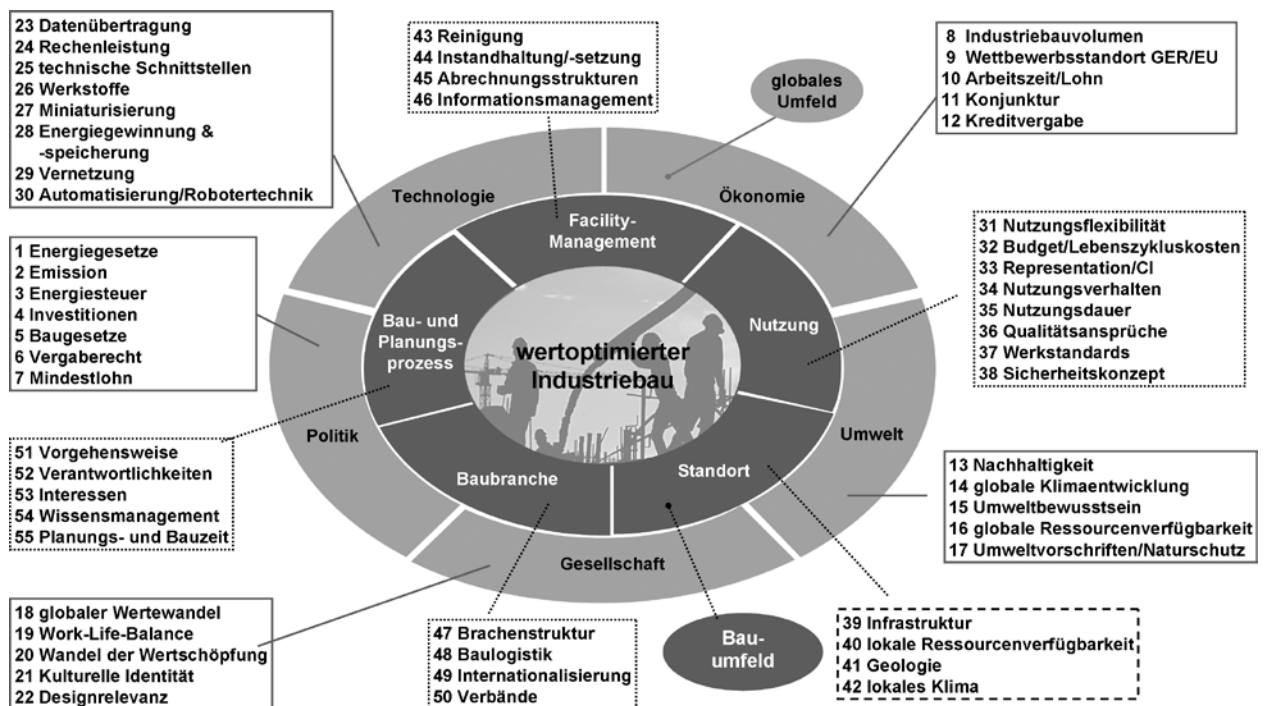 23 Datenübertragung
24 Rechenleistung
25 technische Schnittstellen
26 Werkstoffe
27 Miniaturisierung
28 Energiegewinnung &
-speicherung
29 Vernetzung
30 Automatisierung/Robotertechnik
43 Reinigung
44 Instandhaltung/-setzung
45 Abrechnungsstrukturen
46 Informationsmanagement
globales
Umfeld
8 Industriebauvolumen
9 Wettbewerbsstandort GER/EU
10 Arbeitszeit/Lohn
11 Konjunktur
12 Kreditvergabe
Technologie
Ökonomie
Facility-
Management
1 Energiegesetze
2 Emission
3 Energiesteuer
4 Investitionen
5 Baugesetze
6 Vergaberecht
7 Mindestlohn
Bau- und
Planungs-
prozess
wertoptimierter
Industriebau
Nutzung
31 Nutzungsflexibilität
32 Budget/Lebenszykluskosten
33 Representation/CI
34 Nutzungsverhalten
35 Nutzungsdauer
36 Qualitätsansprüche
37 Werkstandards
38 Sicherheitskonzept
Politik
Umwelt
51 Vorgehensweise
52 Verantwortlichkeiten
53 Interessen
54 Wissensmanagement
55 Planungs- und Bauzeit
Baubranche
Standort
13 Nachhaltigkeit
14 globale Klimaentwicklung
15 Umweltbewusstsein
16 globale Ressourcenverfügbarkeit
17 Umweltvorschriften/Naturschutz
Gesellschaft
18 globaler Wertewandel
19 Work-Life-Balance
20 Wandel der Wertschöpfung
21 Kulturelle Identität
22 Designrelevanz
47 Brachenstruktur
48 Baulogistik
49 Internationalisierung
50 Verbände
Bau-
umfeld
39 Infrastruktur
40 lokale Ressourcenverfügbarkeit
41 Geologie
42 lokales Klima